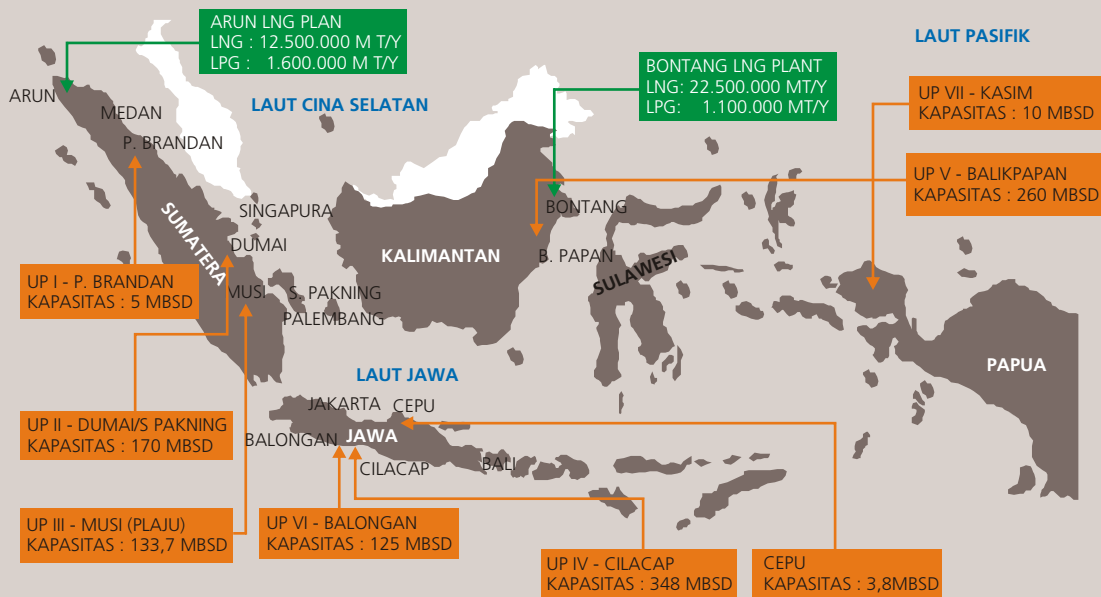 ARUN LNG PLAN
LNG : 12.500.000 M T/Y
LPG : 1.600.000 M T/Y
LAUT PASIFIK
BONTANG LNG PLANT
LNG: 22.500.000 MT/Y
LPG: 1.100.000 MT/Y
UP VII - KASIM
KAPASITAS : 10 MBSD
ARUN
LAUT CINA SELATAN
MEDAN
P. BRANDAN
UP V - BALIKPAPAN
KAPASITAS : 260 MBSD
SINGAPURA
BONTANG
SUMATERA
DUMAI
KALIMANTAN
B. PAPAN
SULAWESI
UP I - P. BRANDAN
KAPASITAS : 5 MBSD
MUSI
S. PAKNING
PALEMBANG
PAPUA
LAUT JAWA
JAKARTA
CEPU
UP II - DUMAI/S PAKNING
KAPASITAS : 170 MBSD
BALONGAN
JAWA
CILACAP
BALI
UP III - MUSI (PLAJU)
KAPASITAS : 133,7 MBSD
UP VI - BALONGAN
KAPASITAS : 125 MBSD
UP IV - CILACAP
KAPASITAS : 348 MBSD
CEPU
KAPASITAS : 3,8MBSD